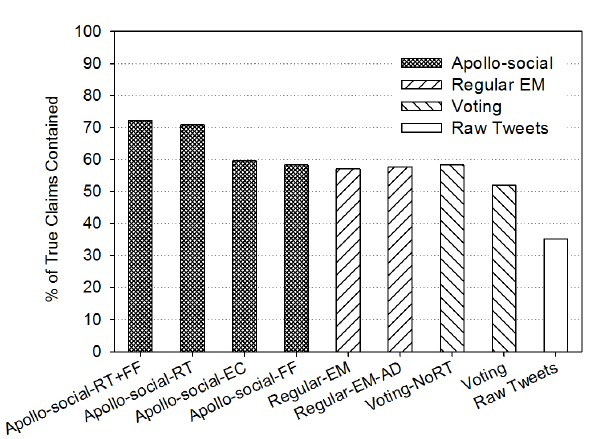 % of True Claims Contained
100
90
80
70
60
50
40
30
20
10
0
Apollo-social
Regular EM
Voting
Raw Tweets
Apollo-social-RT+FF
Apollo-social-RT
Apollo-social-EC
Apollo-social-FF
Regular-EM
Regular-EM-AD
Voting-NoRT
Voting
Raw Tweets